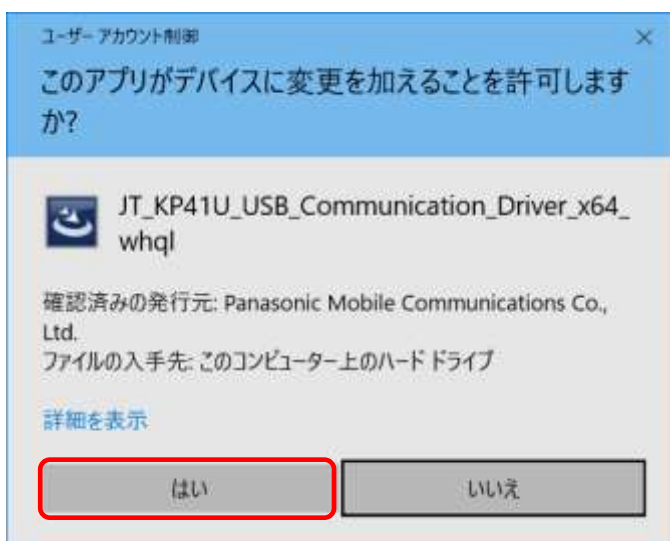 ユーザー アカウント制御
このアプリがデバイスに変更を加えることを許可します
か?
JT_KP41U_USB_Communication_Driver_x64_
whql
確認済みの発行元: Panasonic Mobile Communications Co.,
Ltd.
ファイルの入手先: このコンピューター上のハード ドライブ
詳細を表示
はい
いいえ